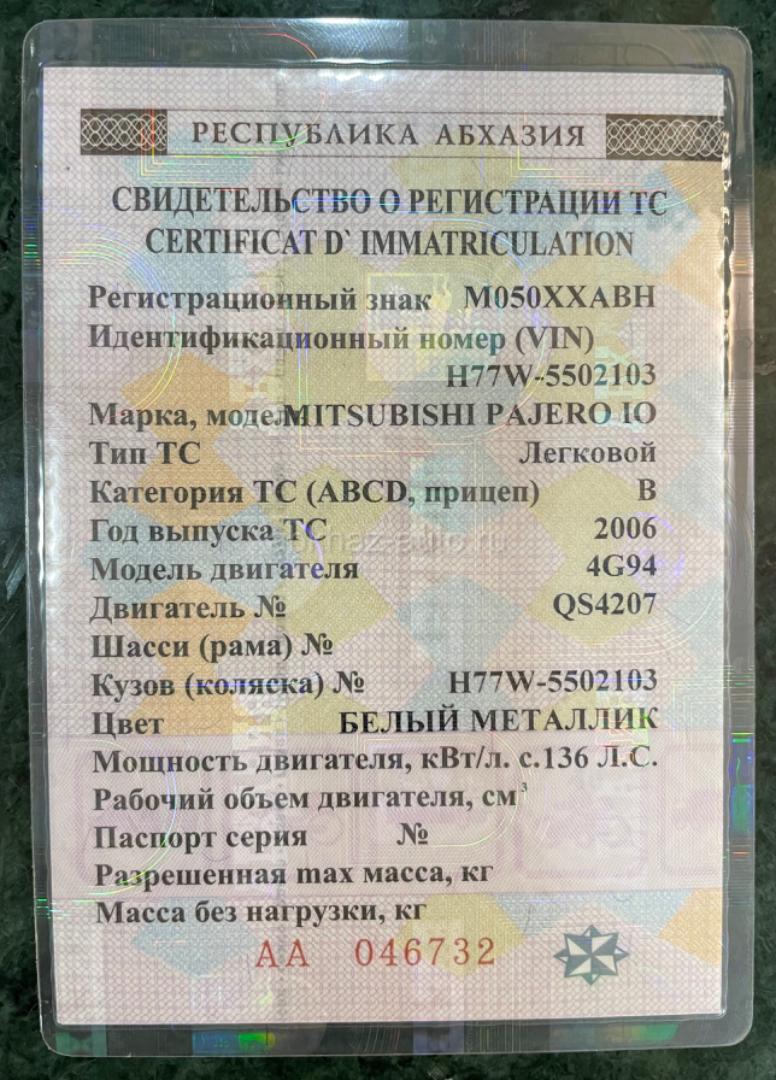 РЕСПУБЛИКА АБХАЗИЯ
СВИДЕТЕЛЬСТВО О РЕГИСТРАЦИИ ТС
CERTIFICAT D` IMMATRICULATION
Регистрационный знак М050ХХАВН
Идентификационный номер (VIN)
H77W-5502103
Марка, модель MITSUBISHI PAJERO IO
Тип ТС Легковой
Категория ТС (ABCD, прицеп) B
Год выпуска ТС 2006
abhaz-auto.ru
Модель двигателя 4G94
Двигатель № QS4207
Шасси (рама) №
Кузов (коляска) № H77W-5502103
Цвет БЕЛЫЙ МЕТАЛЛИК
Мощность двигателя, кВт/л. с.136 Л.С.
Рабочий объем двигателя, см³
Паспорт серия №
Разрешенная max масса, кг
Масса без нагрузки, кг
АА 046732